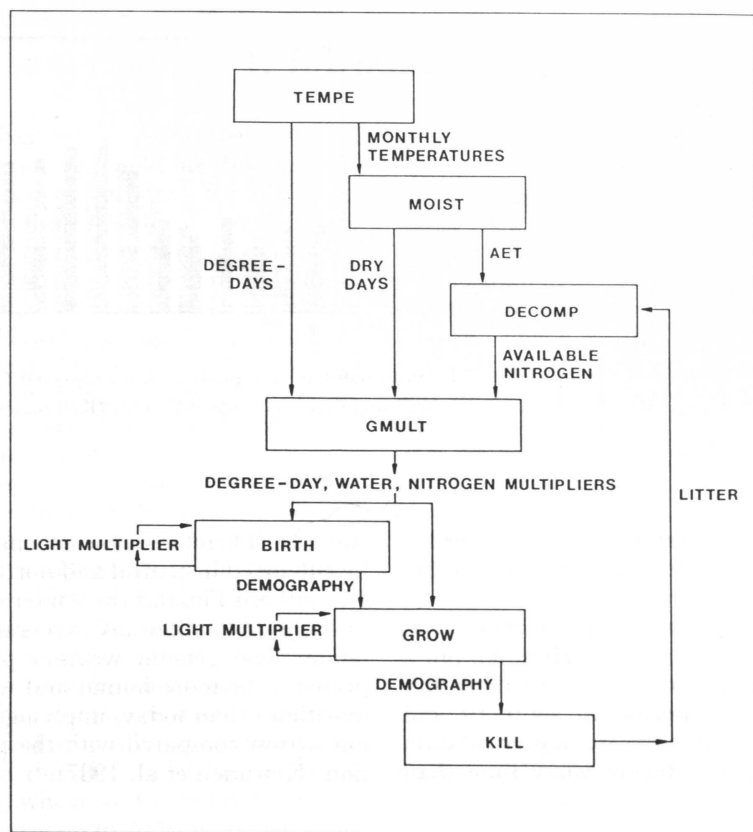 TEMPE
MONTHLY
TEMPERATURES
MOIST
DEGREE-
DAYS
DRY
DAYS
AET
DECOMP
AVAILABLE
NITROGEN
GMULT
DEGREE-DAY, WATER, NITROGEN MULTIPLIERS
LITTER
LIGHT MULTIPLIER
BIRTH
DEMOGRAPHY
LIGHT MULTIPLIER
GROW
DEMOGRAPHY
KILL